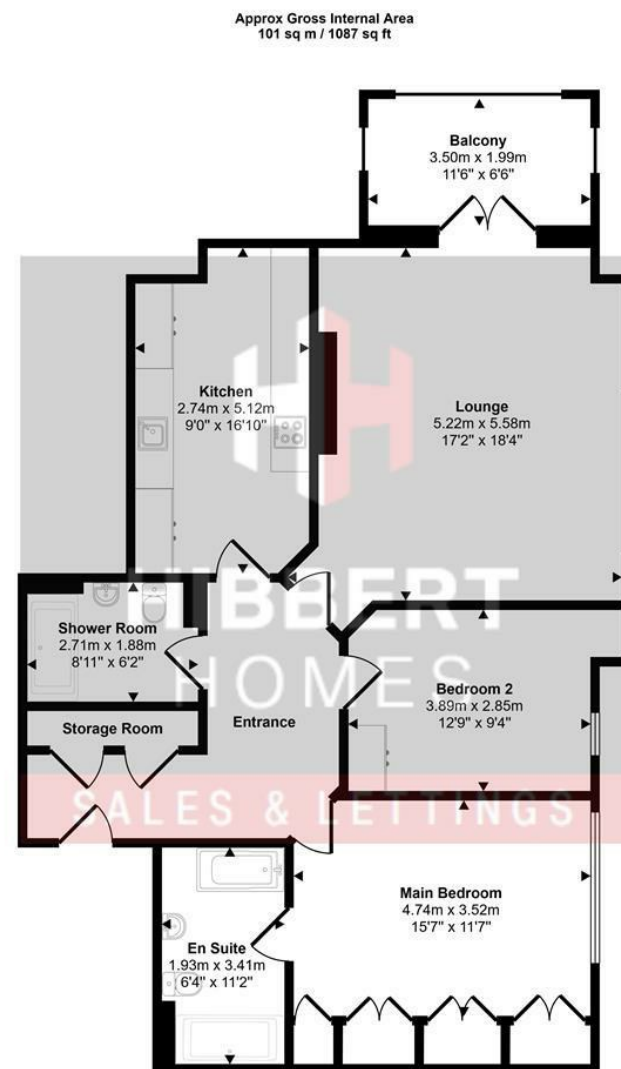 Approx Gross Internal Area
101 sq m / 1087 sq ft
Balcony
3.50m x 1.99m
11'6" x 6'6"
Kitchen
2.74m x 5.12m
9'0" x 16'10"
Lounge
5.22m x 5.58m
17'2" x 18'4"
HIBBERT
HOMES
SALES & LETTINGS
Shower Room
2.71m x 1.88m
8'11" x 6'2"
Storage Room
Entrance
Bedroom 2
3.89m x 2.85m
12'9" x 9'4"
Main Bedroom
4.74m x 3.52m
15'7" x 11'7"
En Suite
1.93m x 3.41m
6'4" x 11'2"